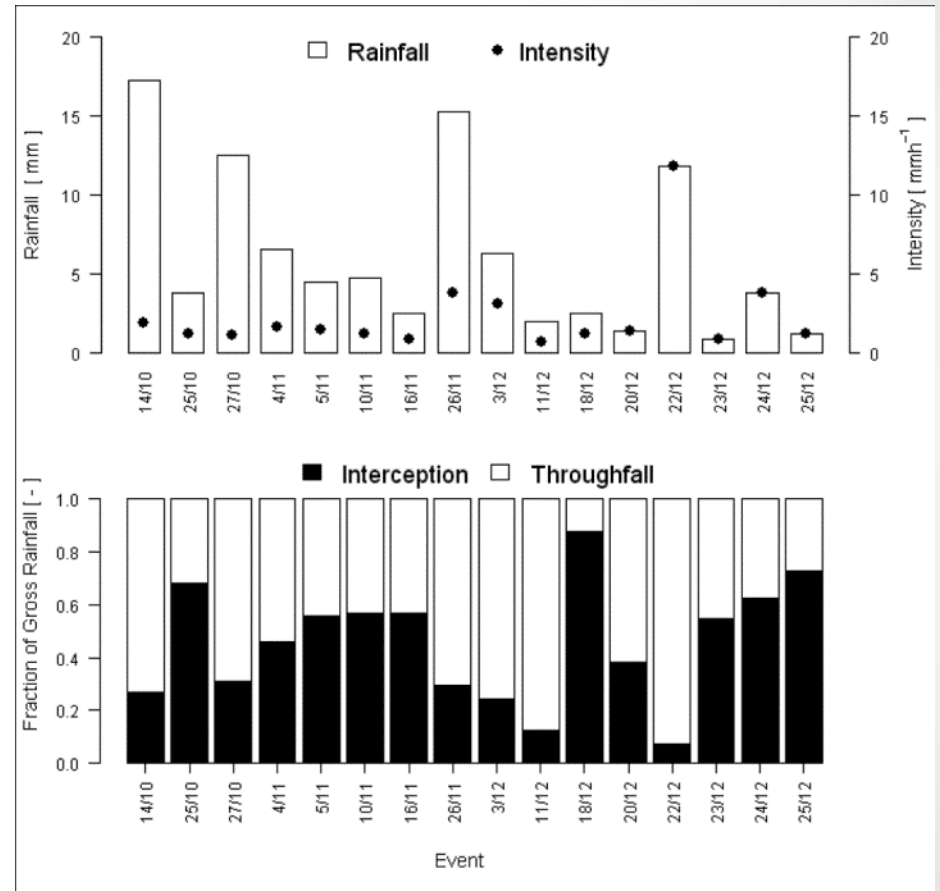 Rainfall Intensity
20 20
15 15
10 10
5 5
0 0
Rainfall [ mm ]
Intensity [ mmh⁻¹ ]
14/10 25/10 27/10 4/11 5/11 10/11 16/11 26/11 3/12 11/12 18/12 20/12 22/12 23/12 24/12 25/12
Interception Throughfall
1.0
0.8
0.6
0.4
0.2
0.0
Fraction of Gross Rainfall [ - ]
14/10 25/10 27/10 4/11 5/11 10/11 16/11 26/11 3/12 11/12 18/12 20/12 22/12 23/12 24/12 25/12
Event